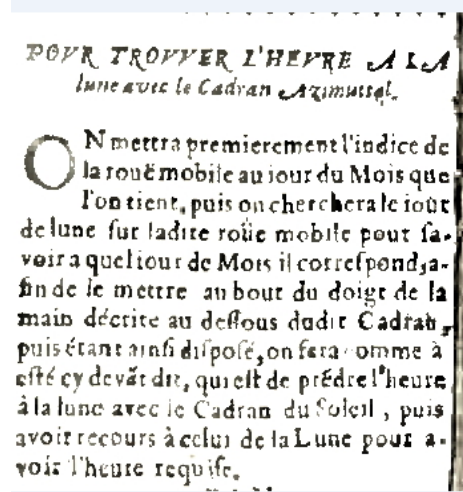 POVR TROVVER L'HEVRE A LA
lune avec le Cadran Azimuttal.
ON mettra premierement l'indice de
la rouë mobile au iour du Mois que
l'on tient, puis on cherchera le ioût
de lune sur ladite roüe mobile pour sa-
voir a quel iour de Mois il correspond, a-
fin de le mettre au bout du doigt de la
main décrite au dessous dudit Cadran,
puis étant ainsi disposé, on fera comme à
esté cy devāt dit, qui est de prēdre l'heure
à la lune avec le Cadran du Soleil, puis
avoir recours à celui de la Lune pour a-
voir l'heure requise.